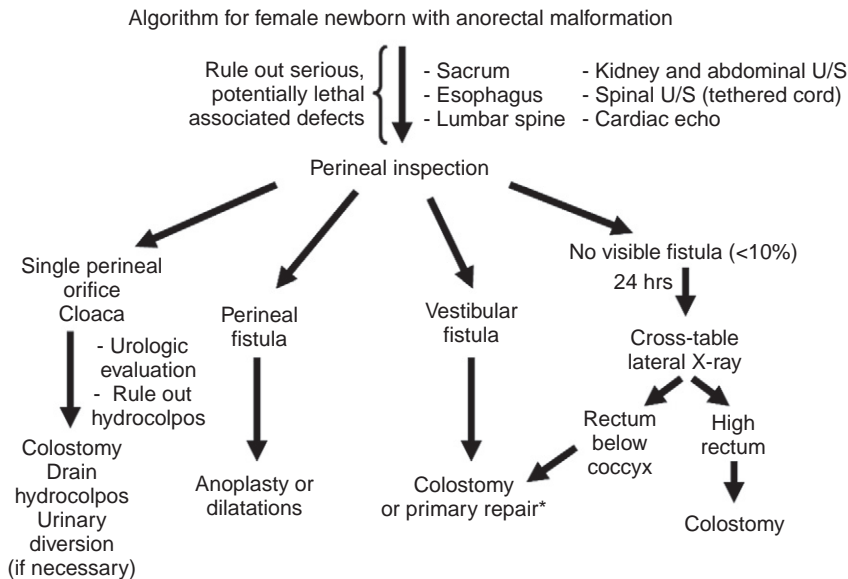 Algorithm for female newborn with anorectal malformation
Rule out serious,
potentially lethal
associated defects
- Sacrum
- Esophagus
- Lumbar spine
- Kidney and abdominal U/S
- Spinal U/S (tethered cord)
- Cardiac echo
Perineal inspection
Single perineal
orifice
Cloaca
- Urologic
evaluation
- Rule out
hydrocolpos
Colostomy
Drain
hydrocolpos
Urinary
diversion
(if necessary)
Perineal
fistula
Anoplasty or
dilatations
Vestibular
fistula
Colostomy
or primary repair*
No visible fistula (<10%)
24 hrs
Cross-table
lateral X-ray
Rectum
below
coccyx
High
rectum
Colostomy